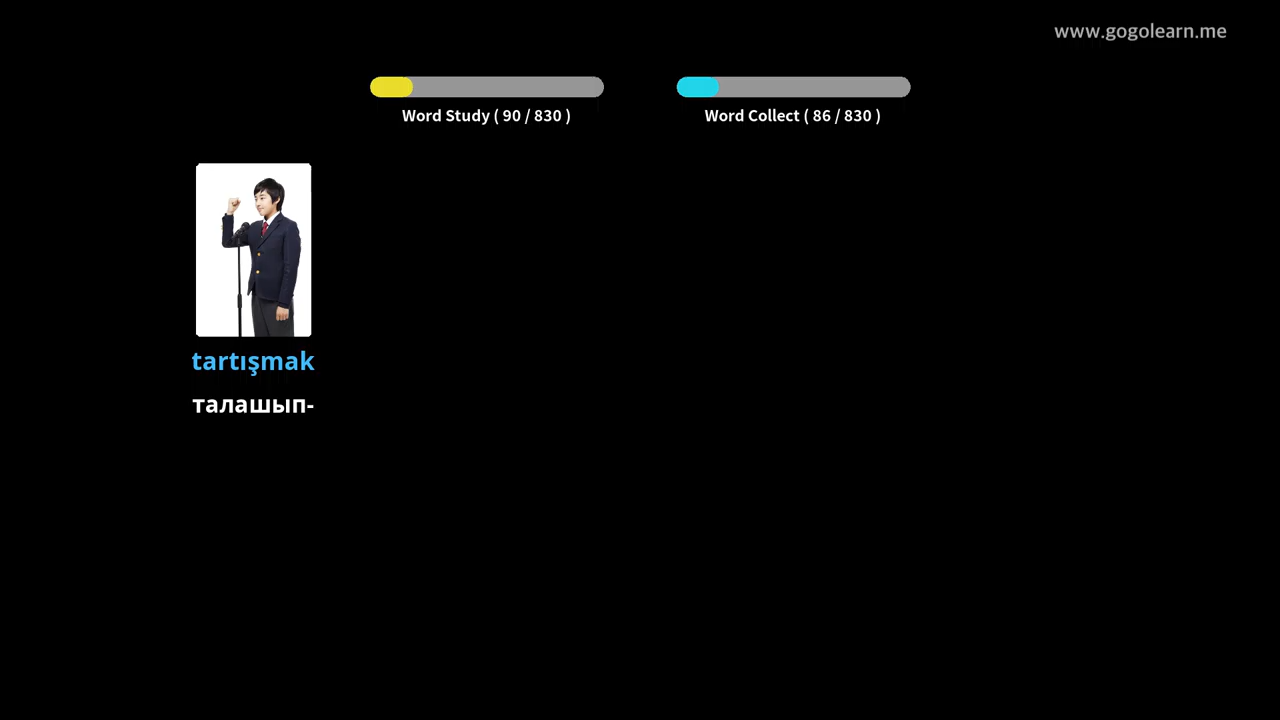 www.gogolearn.me
Word Study ( 90 / 830 )
Word Collect ( 86 / 830 )
tartışmak
талашып-